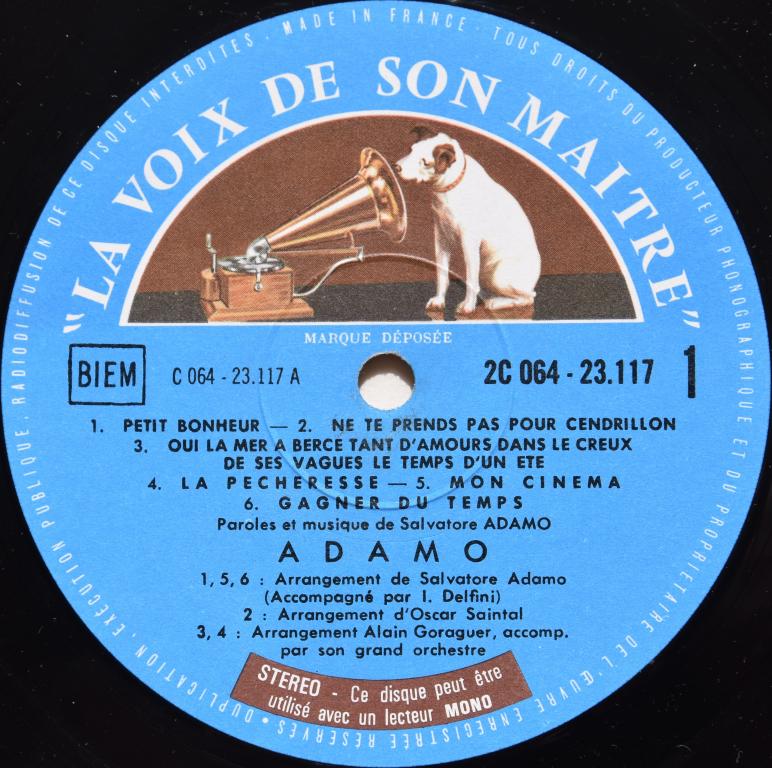 DUPLICATION, EXÉCUTION PUBLIQUE, RADIODIFFUSION DE CE DISQUE INTERDITES · MADE IN FRANCE · TOUS DROITS DU PRODUCTEUR PHONOGRAPHIQUE ET DU PROPRIÉTAIRE DE L'ŒUVRE ENREGISTRÉE RÉSERVÉS •
"LA VOIX DE SON MAITRE"
MARQUE DÉPOSÉE
BIEM C 064 - 23.117 A 2C 064 - 23.117 1
1. PETIT BONHEUR — 2. NE TE PRENDS PAS POUR CENDRILLON
3. OUI LA MER A BERCE TANT D'AMOURS DANS LE CREUX
DE SES VAGUES LE TEMPS D'UN ETE
4. LA PECHERESSE — 5. MON CINEMA
6. GAGNER DU TEMPS
Paroles et musique de Salvatore ADAMO
ADAMO
1, 5, 6 : Arrangement de Salvatore Adamo
(Accompagné par I. Delfini)
2 : Arrangement d'Oscar Saintal
3, 4 : Arrangement Alain Goraguer, accomp.
par son grand orchestre
STEREO - Ce disque peut être
utilisé avec un lecteur MONO